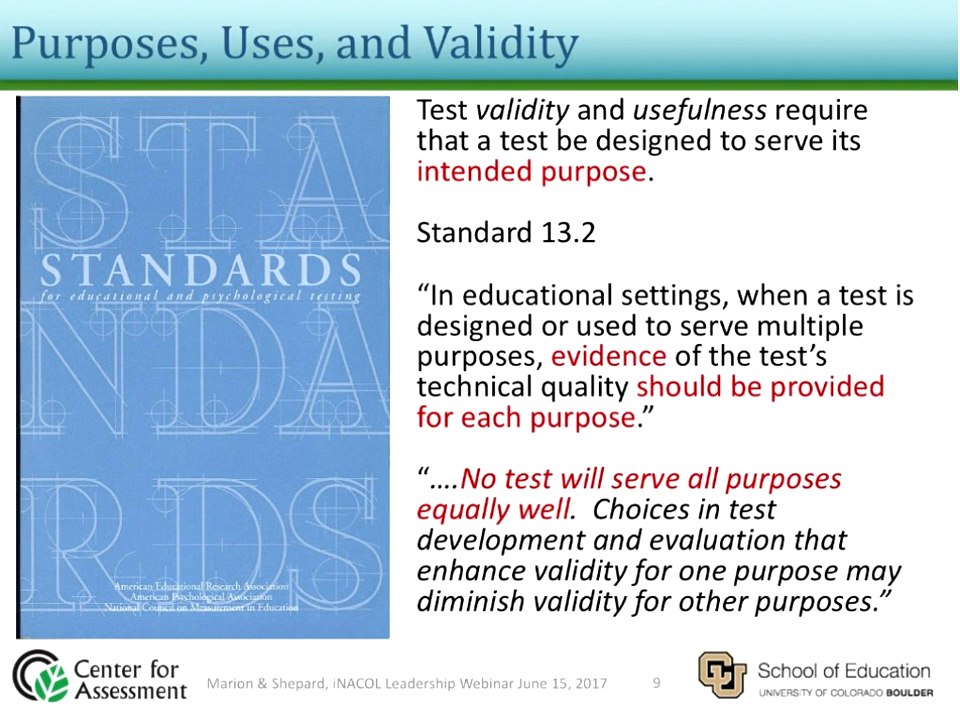 Purposes, Uses, and Validity
STA
STANDARDS
for educational and psychological testing
NDA
RDS
American Educational Research Association
American Psychological Association
National Council on Measurement in Education
Test validity and usefulness require
that a test be designed to serve its
intended purpose.
Standard 13.2
“In educational settings, when a test is
designed or used to serve multiple
purposes, evidence of the test’s
technical quality should be provided
for each purpose.”
“….No test will serve all purposes
equally well.  Choices in test
development and evaluation that
enhance validity for one purpose may
diminish validity for other purposes.”
Center for
Assessment
Marion & Shepard, iNACOL Leadership Webinar June 15, 2017
9
CU
School of Education
UNIVERSITY OF COLORADO BOULDER